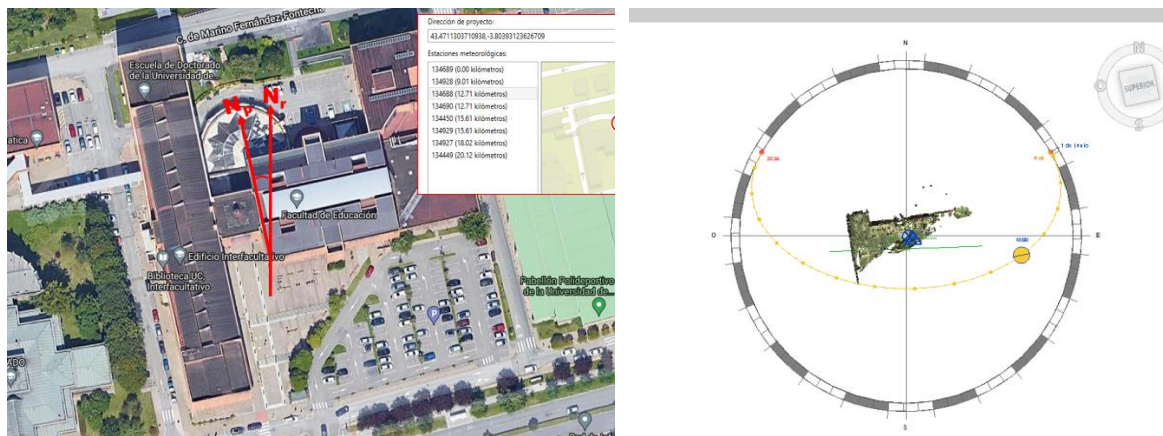 C. de Marino Fernández Fontecha
Escuela de Doctorado
de la Universidad de...
Np
Nr
Facultad de Educación
Edificio Interfacultativo
Biblioteca UC,
Interfacultativo
Pabellón Polideportivo
de la Universidad de...
P
Dirección de proyecto:
43.4711303710938,-3.80393123626709
Estaciones meteorológicas:
134689 (0.00 kilómetros)
134928 (9.01 kilómetros)
134688 (12.71 kilómetros)
134690 (12.71 kilómetros)
134450 (15.61 kilómetros)
134929 (15.61 kilómetros)
134927 (18.02 kilómetros)
134449 (20.12 kilómetros)
N
O
E
S
SUPERIOR
N
O
S